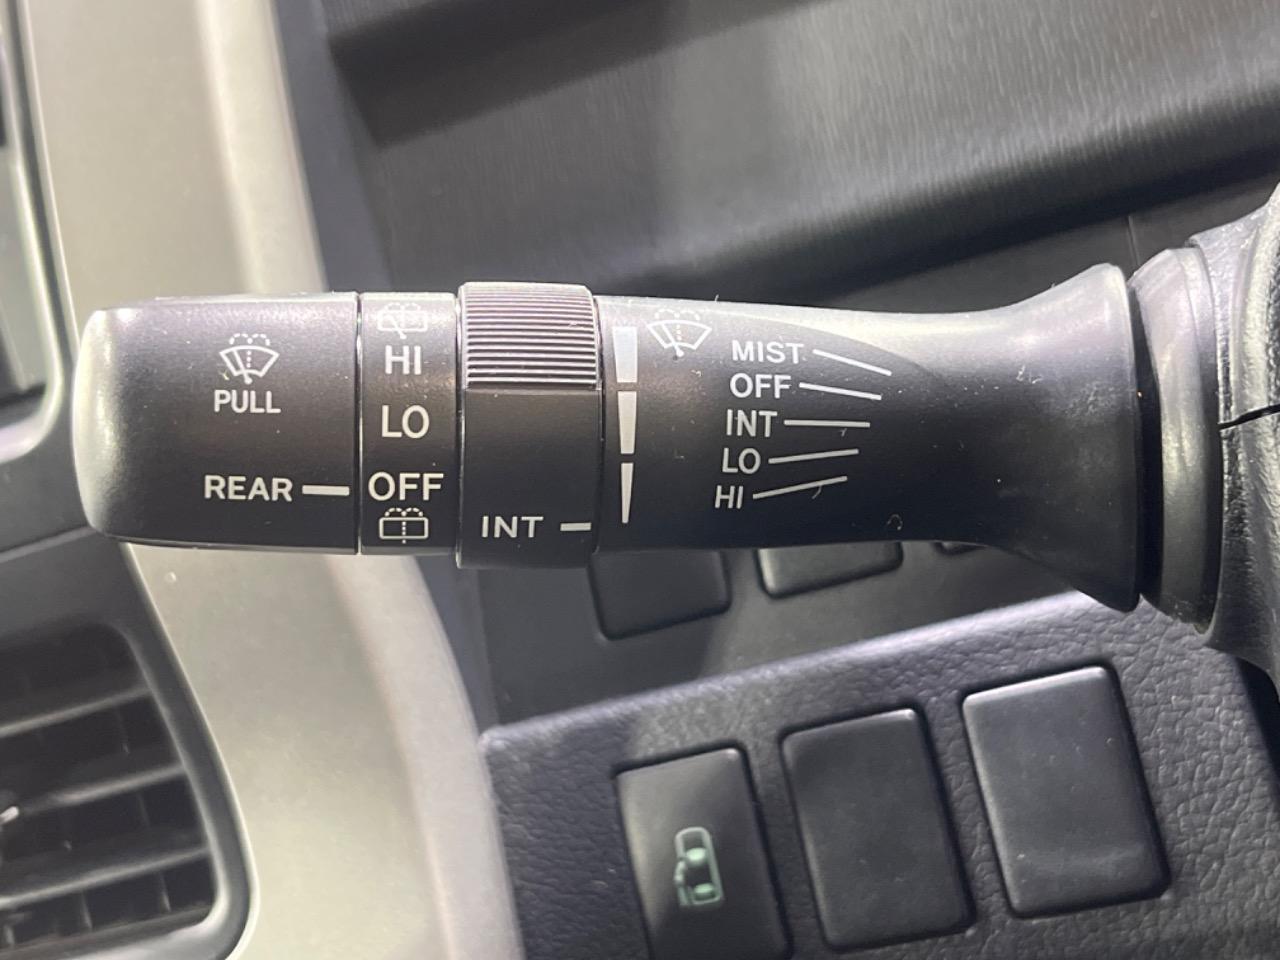 PULL
REAR
HI
LO
OFF
INT
MIST
OFF
INT
LO
HI